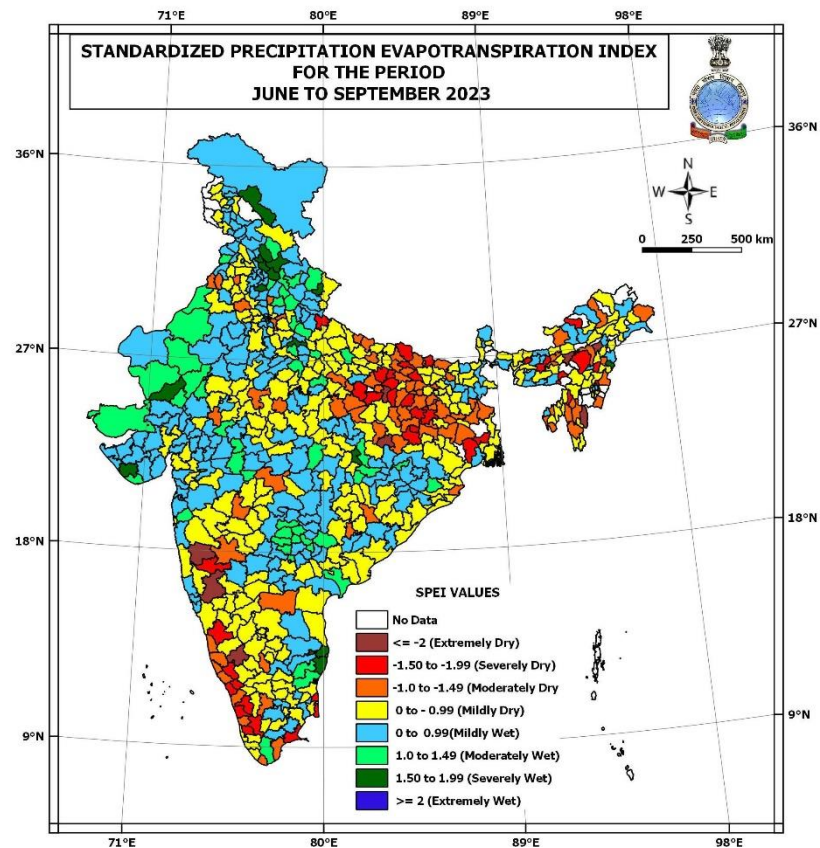 71°E 80°E 89°E 98°E
STANDARDIZED PRECIPITATION EVAPOTRANSPIRATION INDEX
FOR THE PERIOD
JUNE TO SEPTEMBER 2023
36°N 36°N
N
W E
S
0 250 500 km
27°N 27°N
18°N 18°N
SPEI VALUES
No Data
<= -2 (Extremely Dry)
-1.50 to -1.99 (Severely Dry)
-1.0 to -1.49 (Moderately Dry
0 to - 0.99 (Mildly Dry)
0 to 0.99(Mildly Wet)
1.0 to 1.49 (Moderately Wet)
1.50 to 1.99 (Severely Wet)
>= 2 (Extremely Wet)
9°N 9°N
71°E 80°E 89°E 98°E